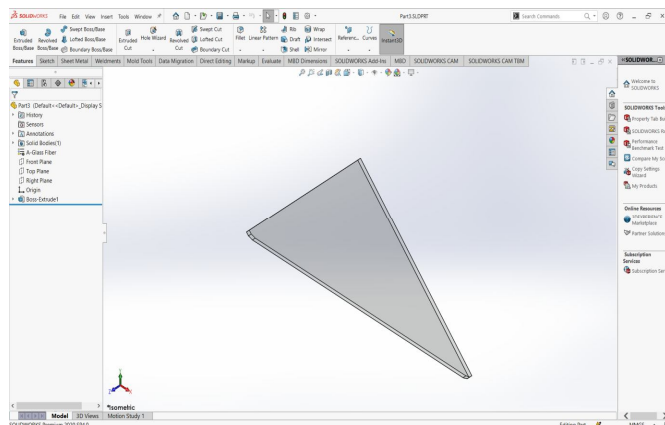 SOLIDWORKS File Edit View Insert Tools Window Part3.SLDPRT Search Commands
Extruded Boss/Base
Revolved Boss/Base
Swept Boss/Base
Lofted Boss/Base
Boundary Boss/Base
Extruded Cut
Hole Wizard
Revolved Cut
Swept Cut
Lofted Cut
Boundary Cut
Fillet
Linear Pattern
Rib
Draft
Shell
Wrap
Intersect
Mirror
Referenc...
Curves
Instant3D
Features Sketch Sheet Metal Weldments Mold Tools Data Migration Direct Editing Markup Evaluate MBD Dimensions SOLIDWORKS Add-Ins MBD SOLIDWORKS CAM SOLIDWORKS CAM TBM
Part3 (Default<<Default>_Display S
History
Sensors
Annotations
Solid Bodies(1)
A-Glass Fiber
Front Plane
Top Plane
Right Plane
Origin
Boss-Extrude1
*Isometric
Model 3D Views Motion Study 1
SOLIDWORKS Premium 2020 SP4.0
Editing Part MMGS
Welcome to
SOLIDWORKS
SOLIDWORKS Tools
Property Tab Bu
SOLIDWORKS Rx
Performance
Benchmark Test
Compare My Sc
Copy Settings
Wizard
My Products
Online Resources
Marketplace
Partner Solution
Subscription
Services
Subscription Ser